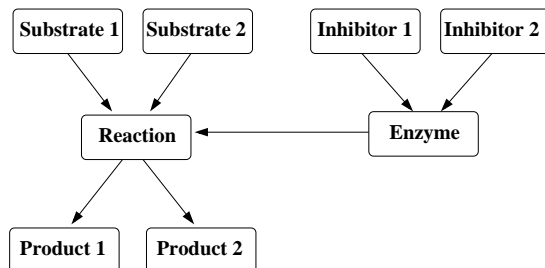 Substrate 1
Substrate 2
Inhibitor 1
Inhibitor 2
Reaction
Enzyme
Product 1
Product 2